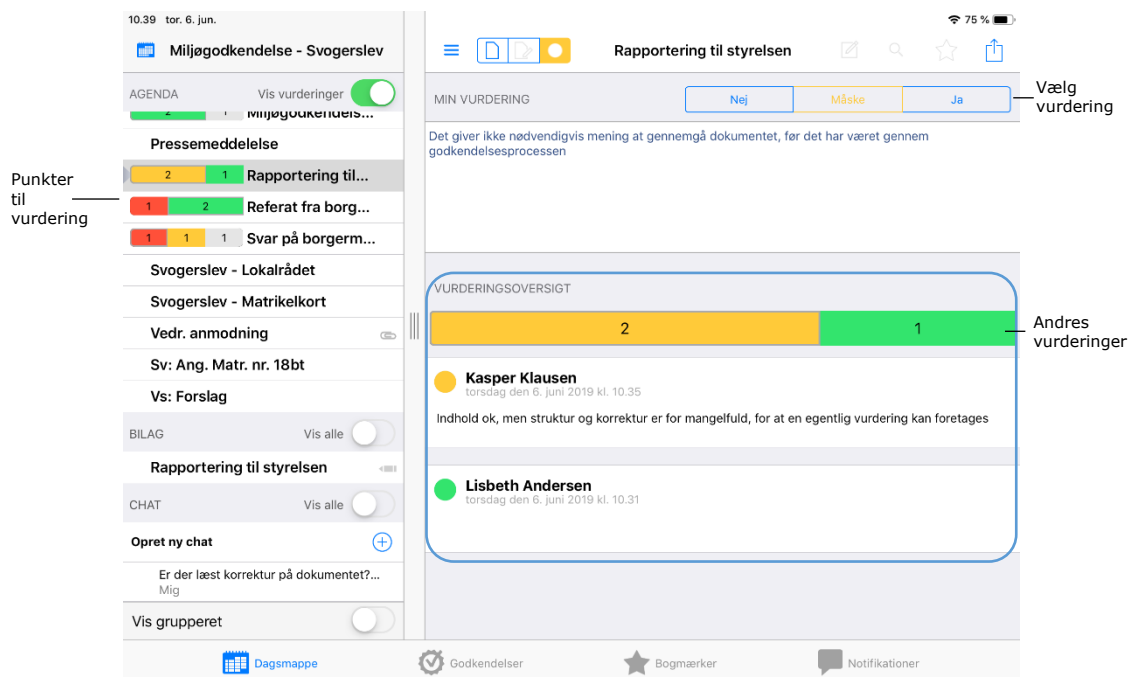 10.39 tor. 6. jun.
75 %
Miljøgodkendelse - Svogerslev
Rapportering til styrelsen
AGENDA Vis vurderinger
2 1 Miljøgodkendels...
Pressemeddelelse
2 1 Rapportering til...
1 2 Referat fra borg...
1 1 1 Svar på borgerm...
Svogerslev - Lokalrådet
Svogerslev - Matrikelkort
Vedr. anmodning
Sv: Ang. Matr. nr. 18bt
Vs: Forslag
BILAG Vis alle
Rapportering til styrelsen
CHAT Vis alle
Opret ny chat
Er der læst korrektur på dokumentet?...
Mig
Vis grupperet
MIN VURDERING Nej Måske Ja
Det giver ikke nødvendigvis mening at gennemgå dokumentet, før det har været gennem
godkendelsesprocessen
VURDERINGSOVERSIGT
2 1
Kasper Klausen
torsdag den 6. juni 2019 kl. 10.35
Indhold ok, men struktur og korrektur er for mangelfuld, for at en egentlig vurdering kan foretages
Lisbeth Andersen
torsdag den 6. juni 2019 kl. 10.31
Dagsmappe Godkendelser Bogmærker Notifikationer
Punkter
til
vurdering
Vælg
vurdering
Andres
vurderinger